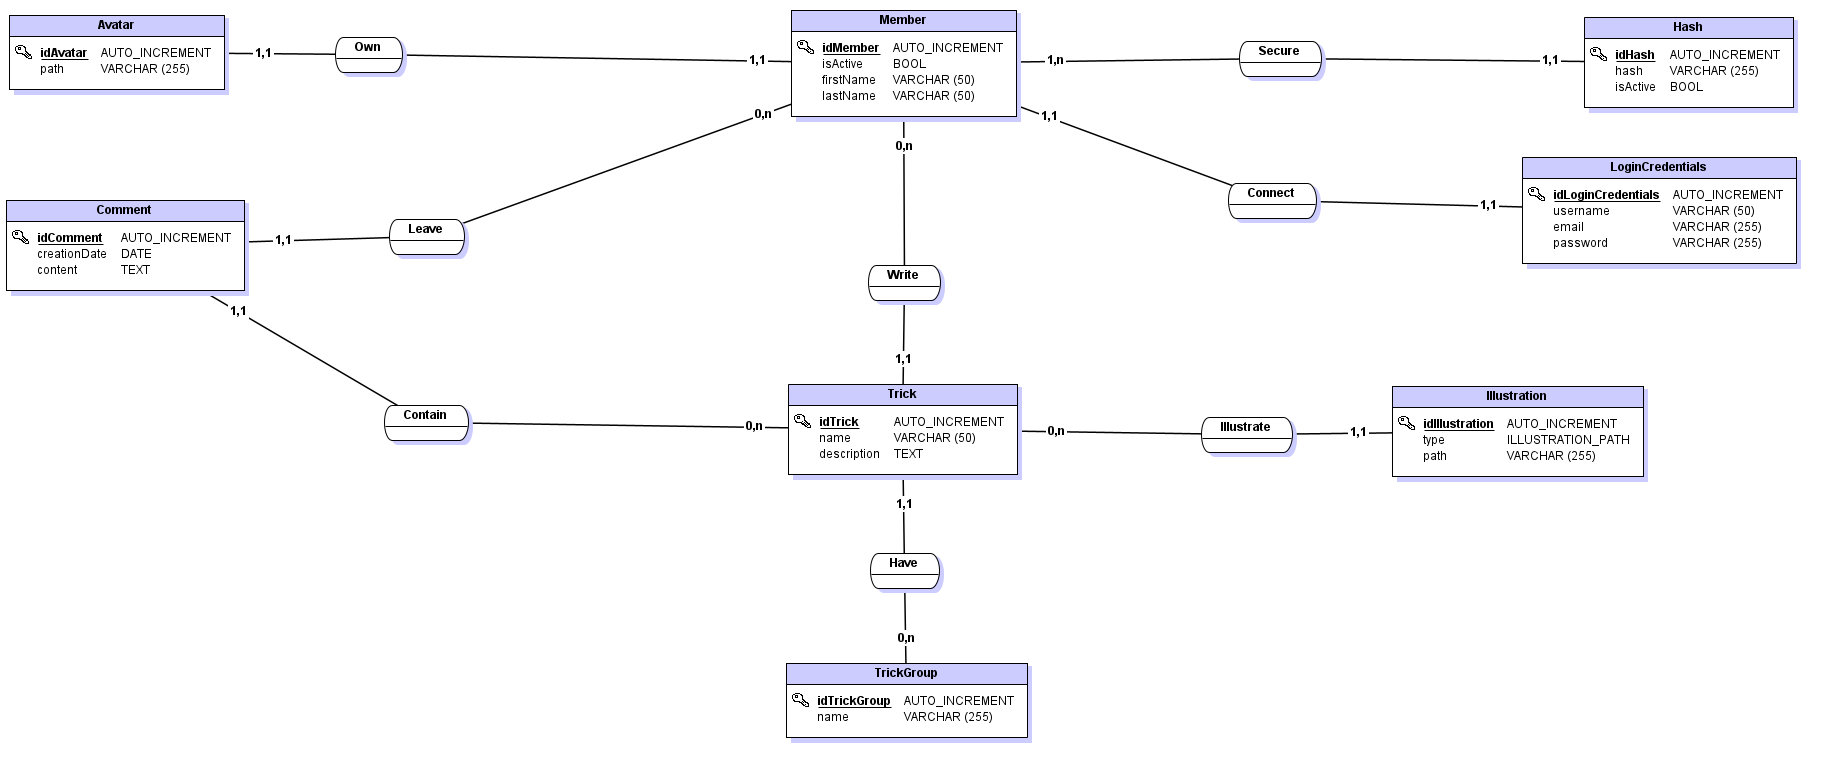 Avatar
idAvatar AUTO_INCREMENT
path VARCHAR (255)
1,1
Own
1,1
Member
idMember AUTO_INCREMENT
isActive BOOL
firstName VARCHAR (50)
lastName VARCHAR (50)
1,n
Secure
1,1
Hash
idHash AUTO_INCREMENT
hash VARCHAR (255)
isActive BOOL
0,n
1,1
0,n
Connect
1,1
LoginCredentials
idLoginCredentials AUTO_INCREMENT
username VARCHAR (50)
email VARCHAR (255)
password VARCHAR (255)
Comment
idComment AUTO_INCREMENT
creationDate DATE
content TEXT
1,1
Leave
Write
1,1
1,1
Contain
0,n
Trick
idTrick AUTO_INCREMENT
name VARCHAR (50)
description TEXT
0,n
Illustrate
1,1
Illustration
idIllustration AUTO_INCREMENT
type ILLUSTRATION_PATH
path VARCHAR (255)
1,1
Have
0,n
TrickGroup
idTrickGroup AUTO_INCREMENT
name VARCHAR (255)